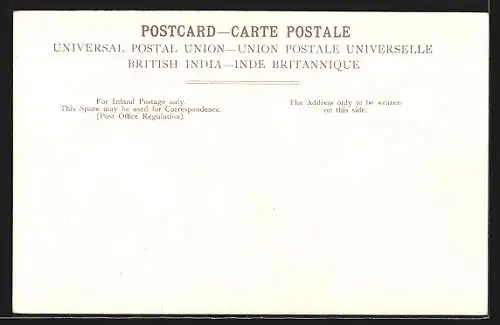 POSTCARD—CARTE POSTALE
UNIVERSAL POSTAL UNION—UNION POSTALE UNIVERSELLE
BRITISH INDIA—INDE BRITANNIQUE
For Inland Postage only.
This Space may be used for Correspondence.
[Post Office Regulation].
The Address only to be written
on this side.